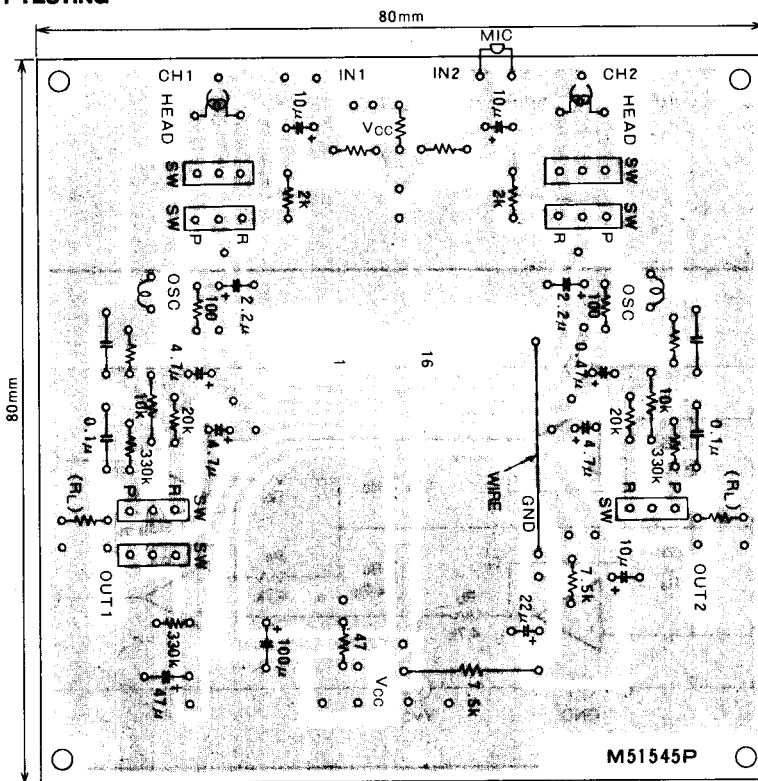 80mm
MIC
CH1
IN1
IN2
CH2
HEAD
10μ
+
Vcc
10μ
+
HEAD
SW
2k
2k
SW
SW
P R
R P
SW
OSC
100
+
2.2μ
+
2.2μ
100
OSC
80mm
4.7μ
+
1
16
0.47μ
+
0.1μ
10k
330k
20k
4.7μ
+
+
4.7μ
20k
10k
330k
0.1μ
WIRE
GND
(RL)
P R
SW
SW
R P
SW
(RL)
OUT1
7.5k
10μ
+
OUT2
330k
+
100μ
47
22μ
+
47μ
+
Vcc
7.5k
M51545P